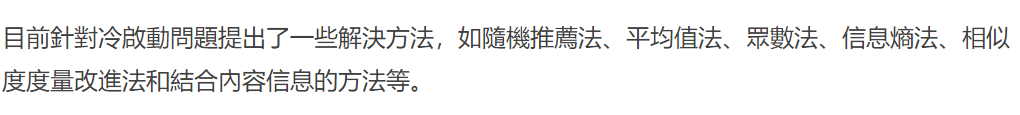 目前針對冷啟動問題提出了一些解決方法，如隨機推薦法、平均值法、眾數法、信息熵法、相似
度度量改進法和結合內容信息的方法等。